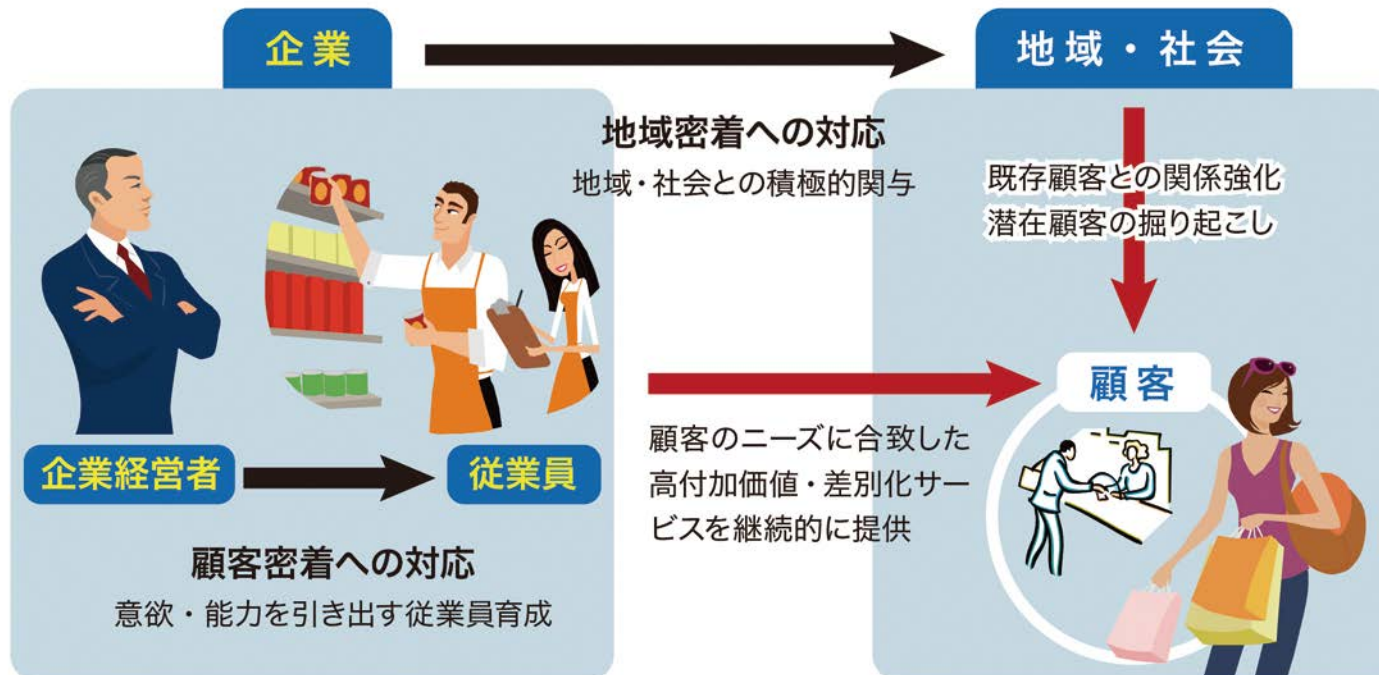 企業
地域・社会
地域密着への対応
地域・社会との積極的関与
既存顧客との関係強化
潜在顧客の掘り起こし
顧客
企業経営者
従業員
顧客のニーズに合致した
高付加価値・差別化サー
ビスを継続的に提供
顧客密着への対応
意欲・能力を引き出す従業員育成